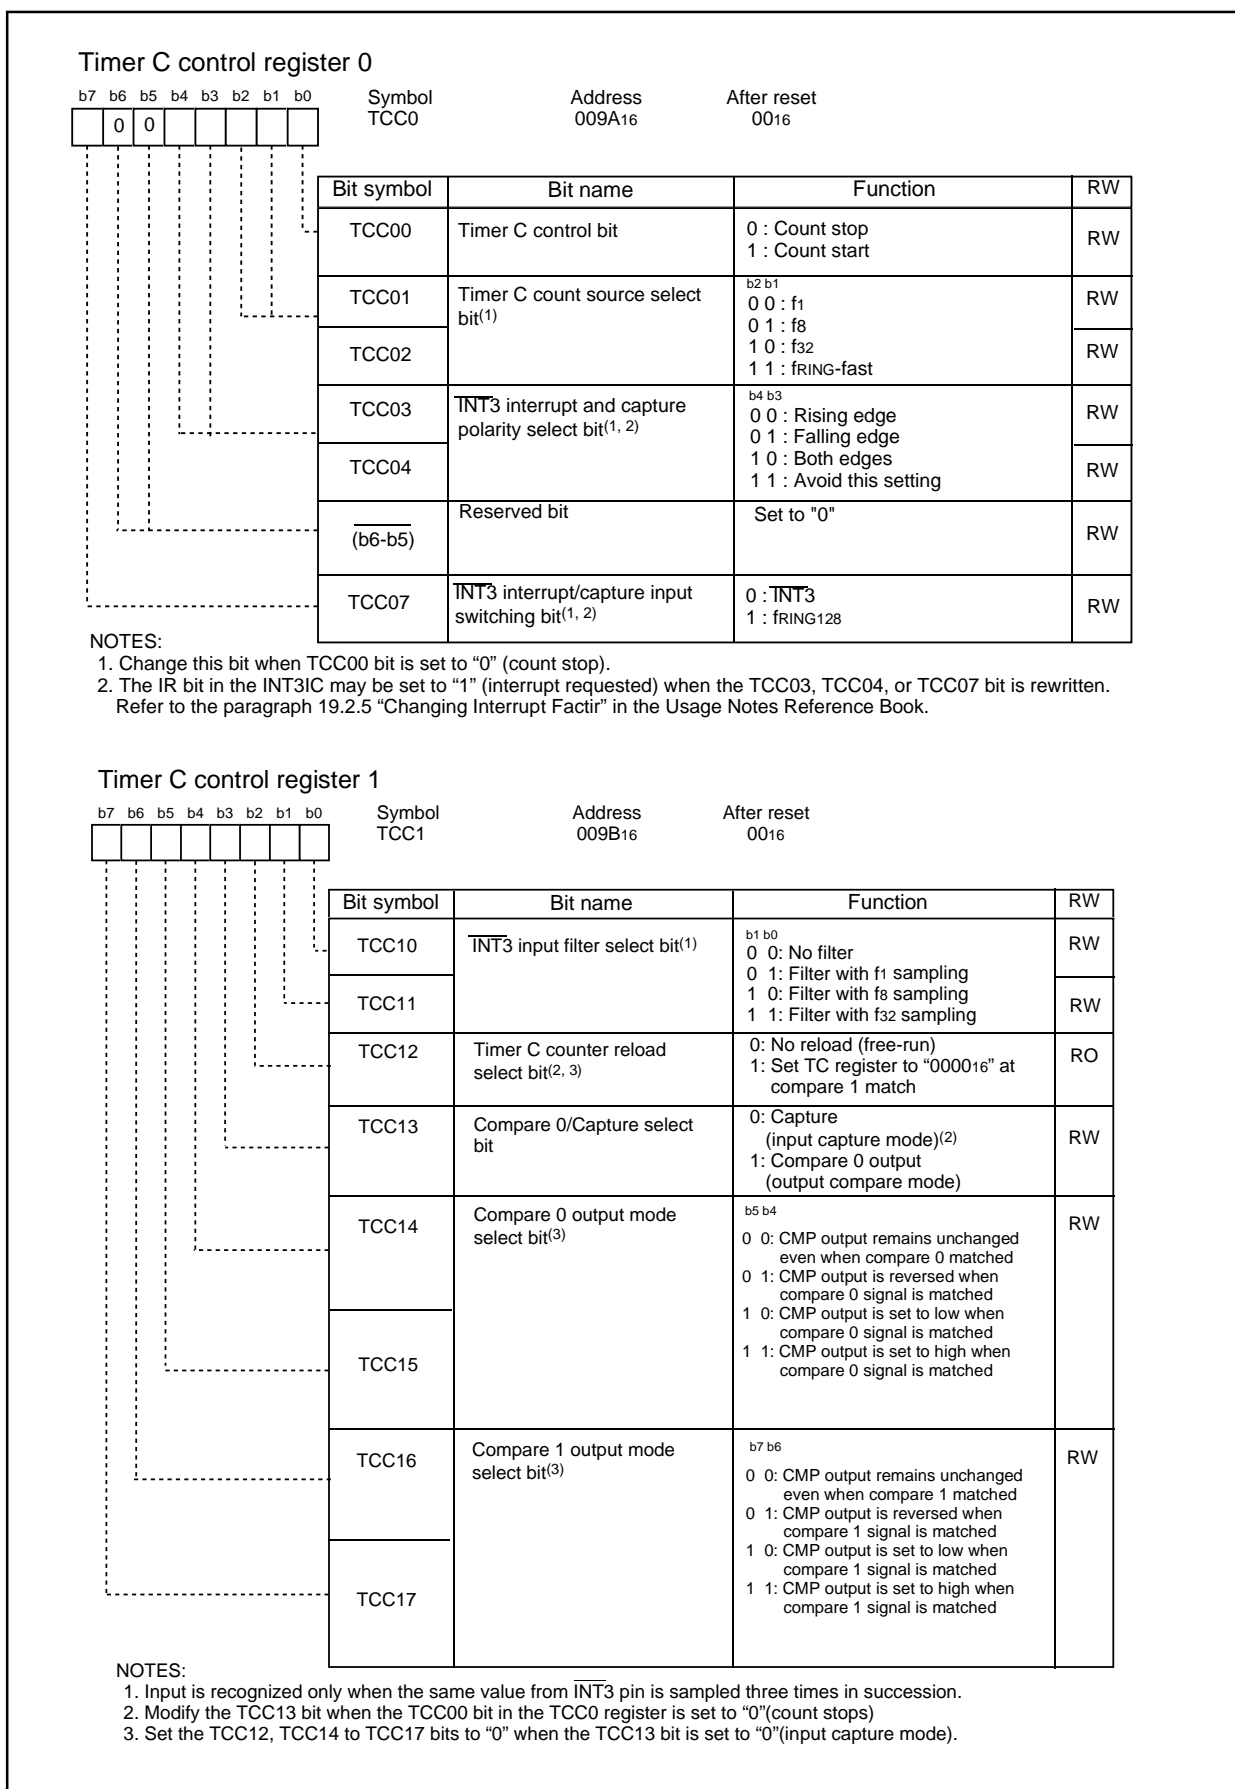 Timer C control register 0
b7 b6 b5 b4 b3 b2 b1 b0
Symbol Address After reset
TCC0 009A16 0016
0 0
Bit symbol Bit name Function RW
TCC00 Timer C control bit 0 : Count stop RW
1 : Count start
TCC01 Timer C count source select bit(1) b2 b1 RW
0 0 : f1
0 1 : f8
TCC02 1 0 : f32 RW
1 1 : fRING-fast
TCC03 INT3 interrupt and capture polarity select bit(1, 2) b4 b3 RW
0 0 : Rising edge
0 1 : Falling edge
TCC04 1 0 : Both edges RW
1 1 : Avoid this setting
(b6-b5) Reserved bit Set to "0" RW
TCC07 INT3 interrupt/capture input switching bit(1, 2) 0 : INT3 RW
1 : fRING128
NOTES:
1. Change this bit when TCC00 bit is set to “0” (count stop).
2. The IR bit in the INT3IC may be set to “1” (interrupt requested) when the TCC03, TCC04, or TCC07 bit is rewritten.
Refer to the paragraph 19.2.5 “Changing Interrupt Factir” in the Usage Notes Reference Book.
Timer C control register 1
b7 b6 b5 b4 b3 b2 b1 b0
Symbol Address After reset
TCC1 009B16 0016
Bit symbol Bit name Function RW
TCC10 INT3 input filter select bit(1) b1 b0 RW
0 0: No filter
0 1: Filter with f1 sampling
TCC11 1 0: Filter with f8 sampling RW
1 1: Filter with f32 sampling
TCC12 Timer C counter reload select bit(2, 3) 0: No reload (free-run) RO
1: Set TC register to “000016” at
compare 1 match
TCC13 Compare 0/Capture select bit 0: Capture RW
(input capture mode)(2)
1: Compare 0 output
(output compare mode)
TCC14 Compare 0 output mode select bit(3) b5 b4 RW
0 0: CMP output remains unchanged
even when compare 0 matched
0 1: CMP output is reversed when
compare 0 signal is matched
1 0: CMP output is set to low when
compare 0 signal is matched
TCC15 1 1: CMP output is set to high when
compare 0 signal is matched
TCC16 Compare 1 output mode select bit(3) b7 b6 RW
0 0: CMP output remains unchanged
even when compare 1 matched
0 1: CMP output is reversed when
compare 1 signal is matched
1 0: CMP output is set to low when
compare 1 signal is matched
TCC17 1 1: CMP output is set to high when
compare 1 signal is matched
NOTES:
1. Input is recognized only when the same value from INT3 pin is sampled three times in succession.
2. Modify the TCC13 bit when the TCC00 bit in the TCC0 register is set to “0”(count stops)
3. Set the TCC12, TCC14 to TCC17 bits to “0” when the TCC13 bit is set to “0”(input capture mode).